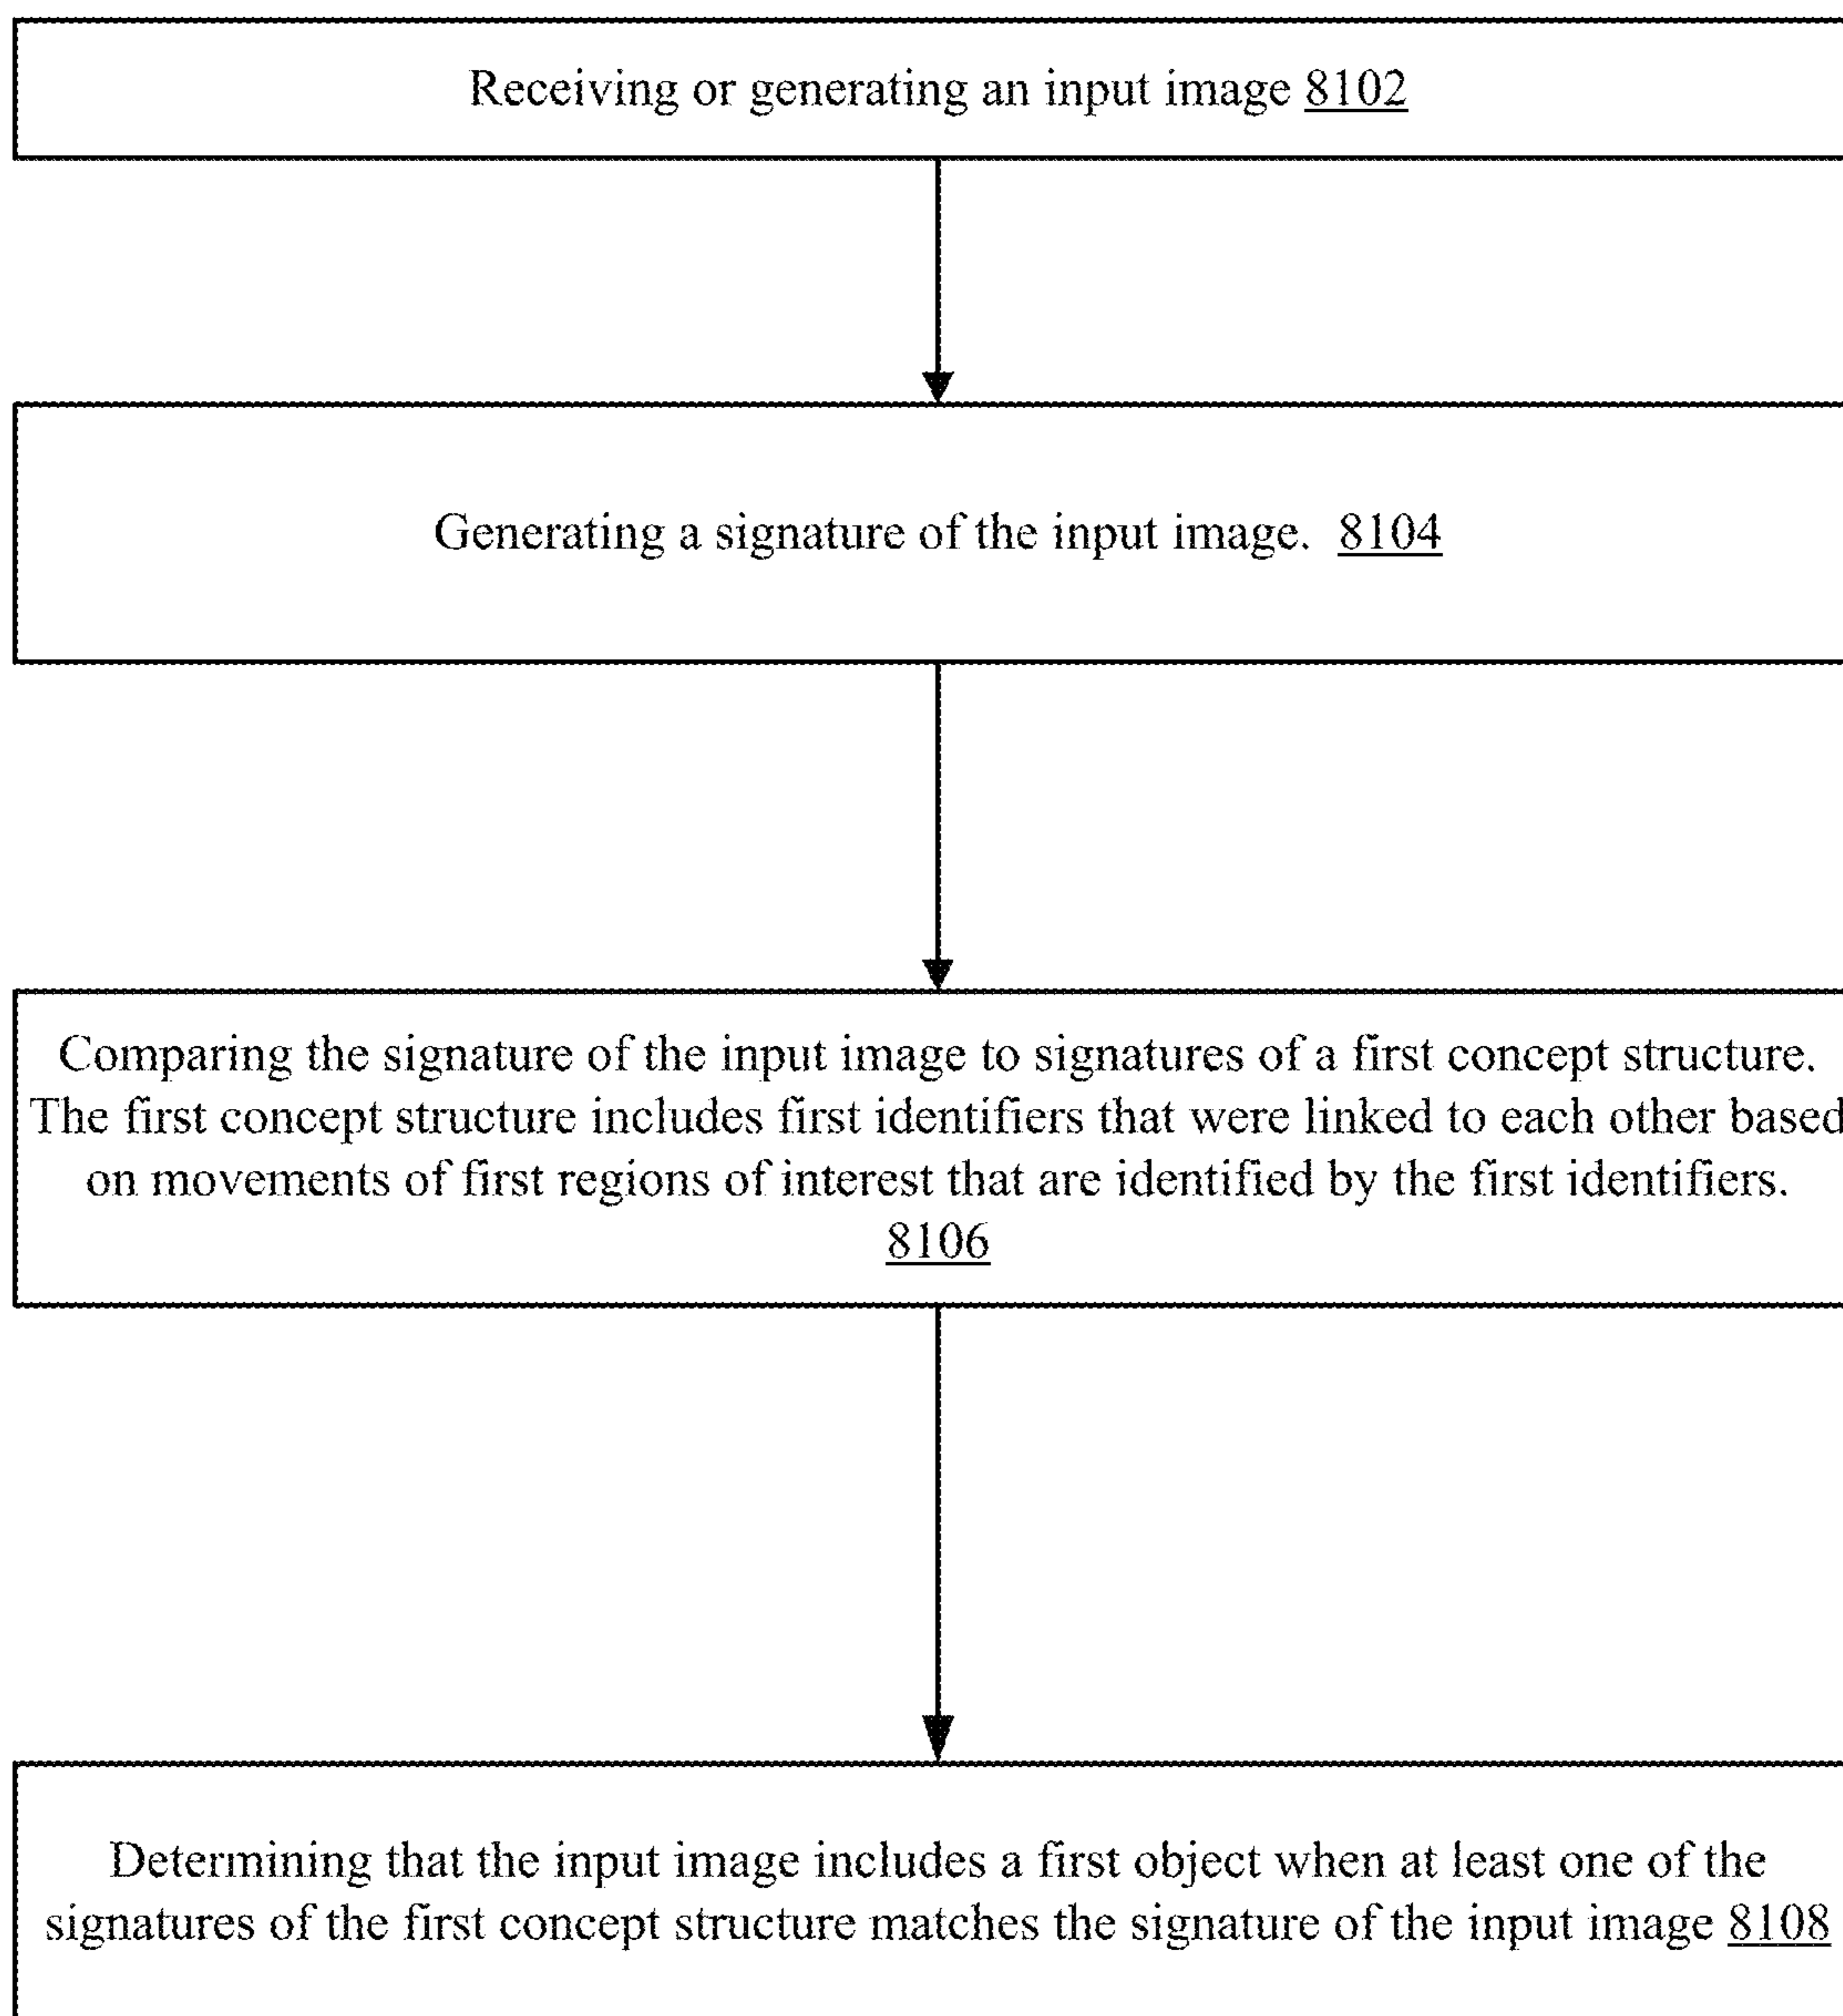 Receiving or generating an input image 8102
Generating a signature of the input image. 8104
Comparing the signature of the input image to signatures of a first concept structure.
The first concept structure includes first identifiers that were linked to each other based
on movements of first regions of interest that are identified by the first identifiers.
8106
Determining that the input image includes a first object when at least one of the
signatures of the first concept structure matches the signature of the input image 8108